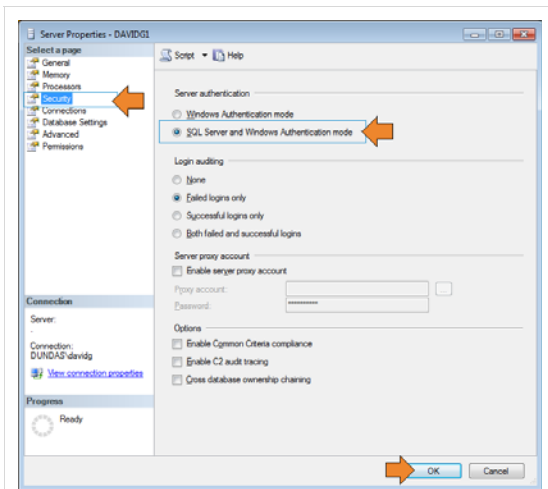 Server Properties - DAVIDG1
Select a page
General
Memory
Processors
Security
Connections
Database Settings
Advanced
Permissions
Script Help
Server authentication
Windows Authentication mode
SQL Server and Windows Authentication mode
Login auditing
None
Failed logins only
Successful logins only
Both failed and successful logins
Server proxy account
Enable server proxy account
Proxy account:
...
Password:
**********
Options
Enable Common Criteria compliance
Enable C2 audit tracing
Cross database ownership chaining
Connection
Server:
.
Connection:
DUNDAS\davidg
View connection properties
Progress
Ready
OK Cancel